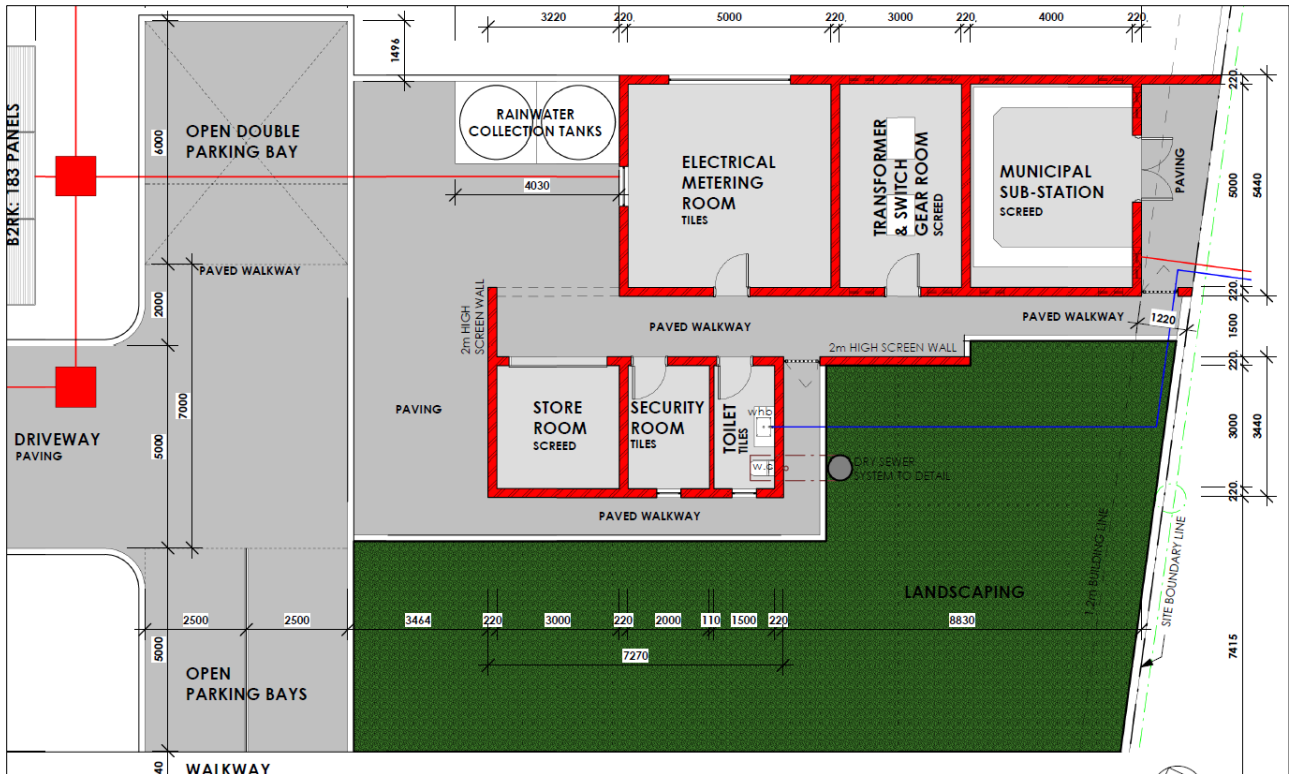 3220
220.
5000
220.
3000
220.
4000
220.
1496
B2RK: 183 PANELS
OPEN DOUBLE
PARKING BAY
6000
RAINWATER
COLLECTION TANKS
4030
ELECTRICAL
METERING
ROOM
TILES
TRANSFORMER
& SWITCH
GEAR ROOM
SCREED
MUNICIPAL
SUB-STATION
SCREED
PAVING
220.
5000
5440
PAVED WALKWAY
2000
2m HIGH
SCREEN WALL
PAVED WALKWAY
PAVED WALKWAY
1220
220.
1500
2m HIGH SCREEN WALL
220.
7000
DRIVEWAY
PAVING
5000
PAVING
STORE
ROOM
SCREED
SECURITY
ROOM
TILES
TOILET
TILES
whb
w.c
DRY SEWER
SYSTEM TO DETAIL
3000
3440
220.
PAVED WALKWAY
LANDSCAPING
1.2m BUILDING LINE
SITE BOUNDARY LINE
2500
2500
3464
220
3000
220
2000
110
1500
220
8830
7270
7415
5000
OPEN
PARKING BAYS
40
WALKWAY